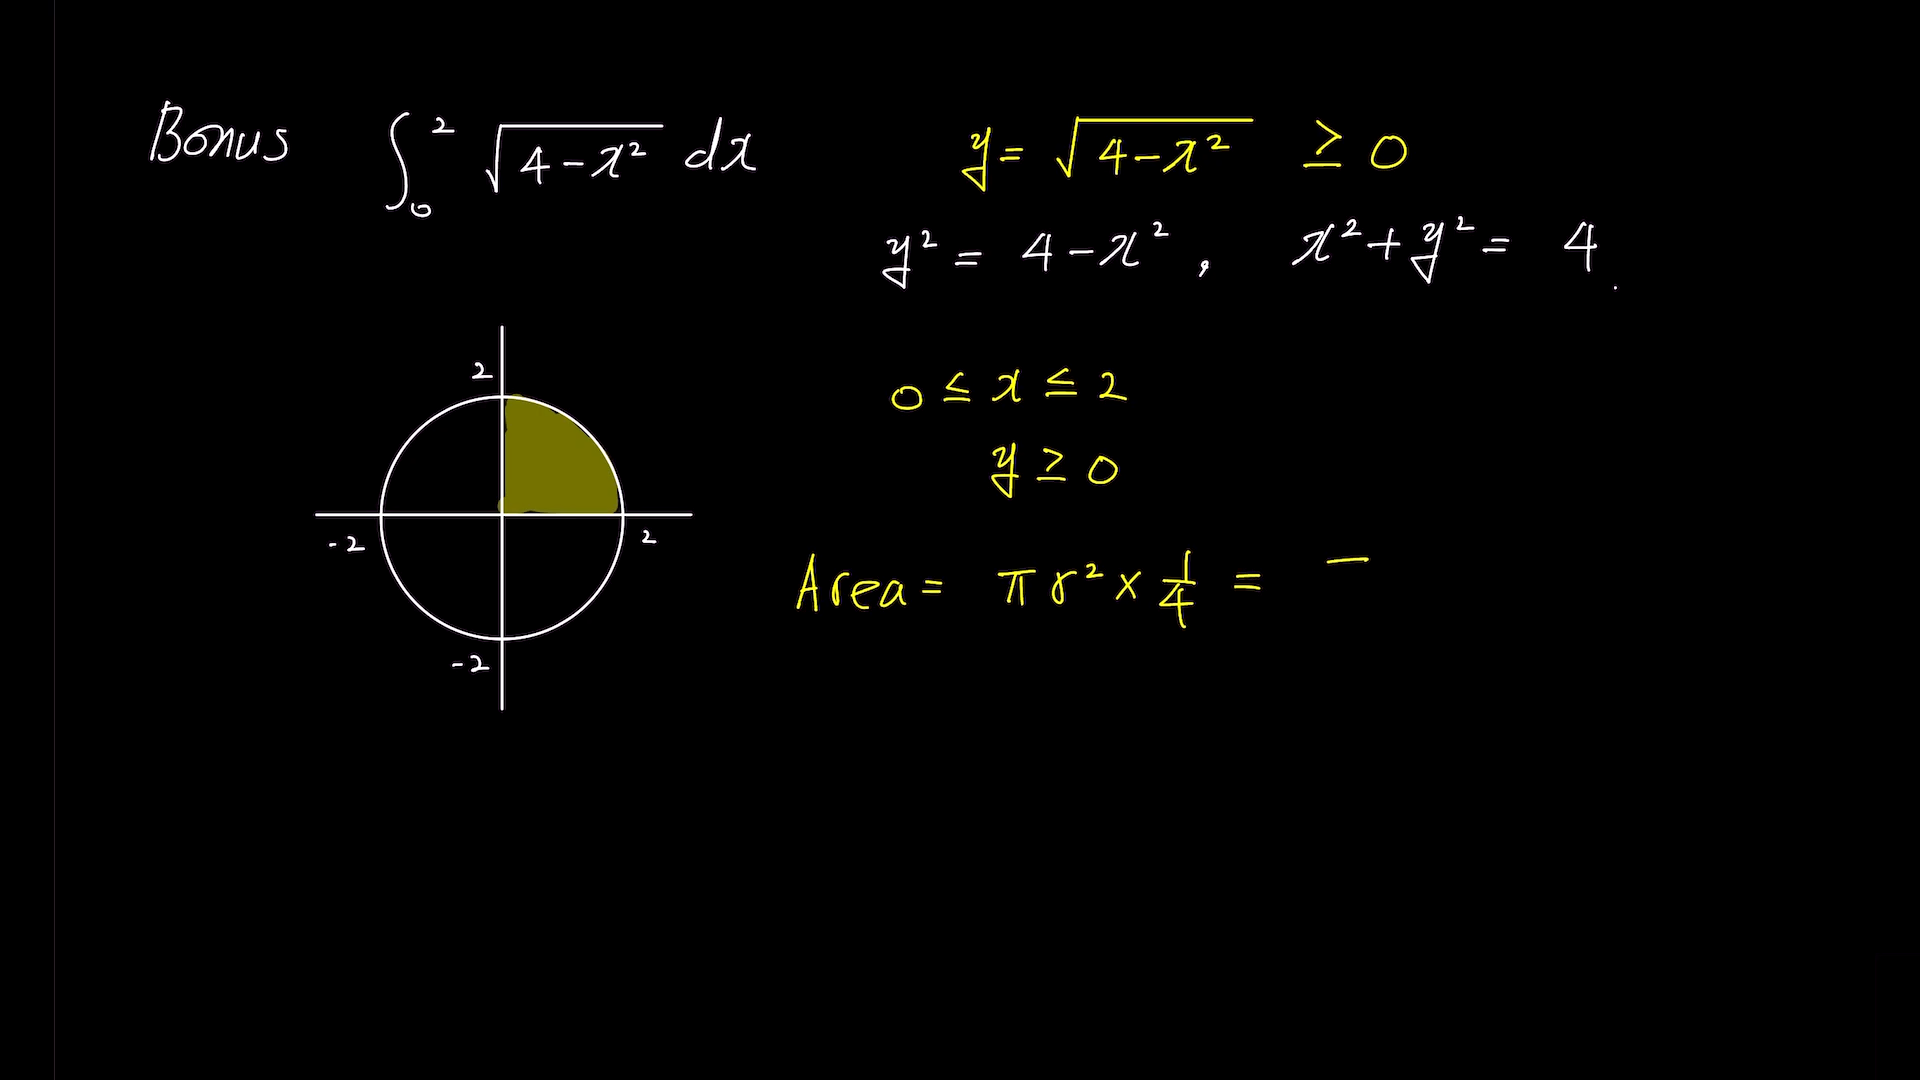 Bonus ∫₀² √(4-x²) dx y = √(4-x²) ≥ 0
y² = 4-x², x²+y² = 4.
0 ≤ x ≤ 2
y ≥ 0
Area = πr² × 1/4 =
2
-2 2
-2